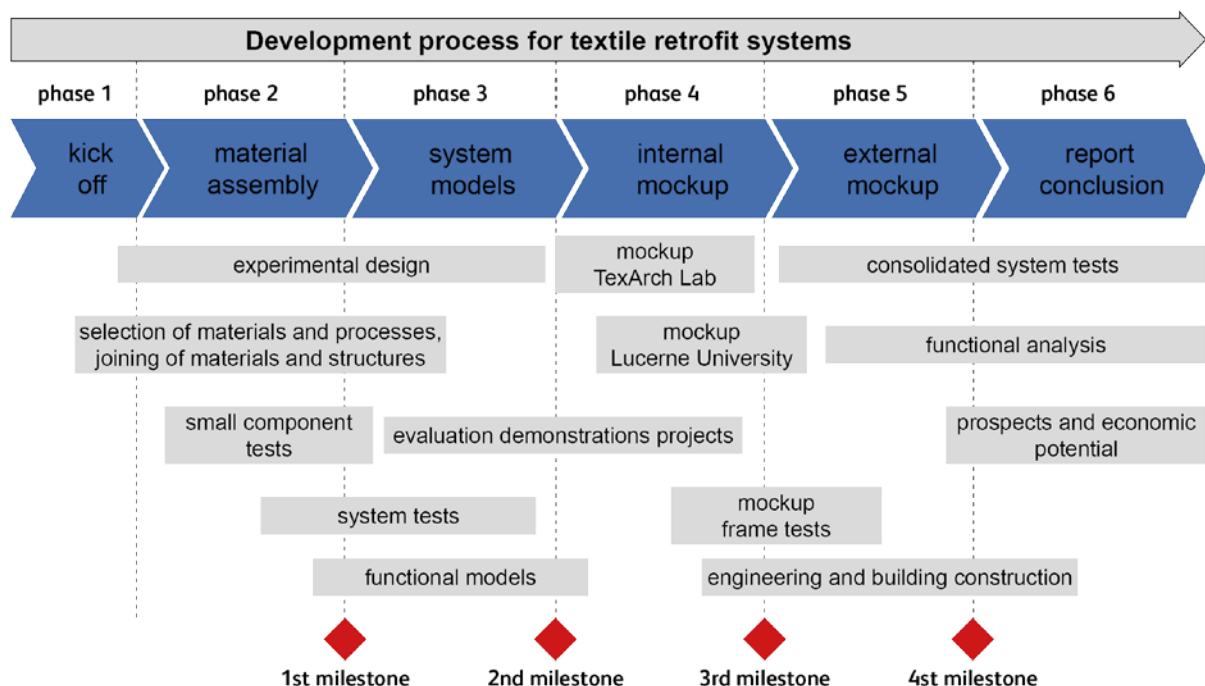 Development process for textile retrofit systems
phase 1
phase 2
phase 3
phase 4
phase 5
phase 6
kick
off
material
assembly
system
models
internal
mockup
external
mockup
report
conclusion
experimental design
mockup
TexArch Lab
consolidated system tests
selection of materials and processes,
joining of materials and structures
mockup
Lucerne University
functional analysis
small component
tests
evaluation demonstrations projects
prospects and economic
potential
system tests
mockup
frame tests
functional models
engineering and building construction
1st milestone
2nd milestone
3rd milestone
4st milestone